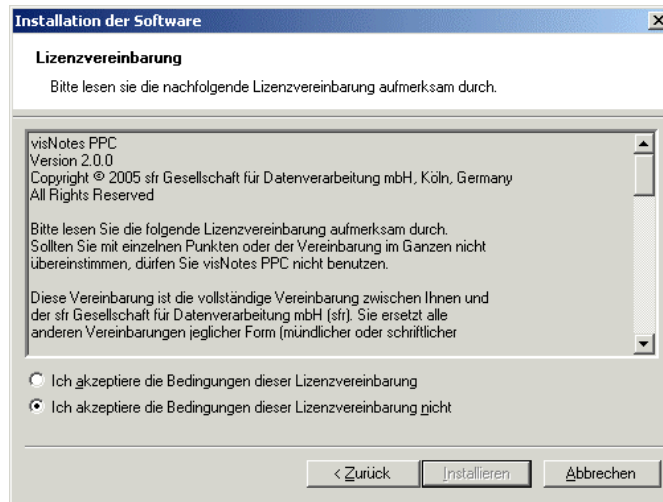 Installation der Software
Lizenzvereinbarung
Bitte lesen sie die nachfolgende Lizenzvereinbarung aufmerksam durch.
visNotes PPC
Version 2.0.0
Copyright © 2005 sfr Gesellschaft für Datenverarbeitung mbH, Köln, Germany
All Rights Reserved
Bitte lesen Sie die folgende Lizenzvereinbarung aufmerksam durch.
Sollten Sie mit einzelnen Punkten oder der Vereinbarung im Ganzen nicht
übereinstimmen, dürfen Sie visNotes PPC nicht benutzen.
Diese Vereinbarung ist die vollständige Vereinbarung zwischen Ihnen und
der sfr Gesellschaft für Datenverarbeitung mbH (sfr). Sie ersetzt alle
anderen Vereinbarungen jeglicher Form (mündlicher oder schriftlicher
Ich akzeptiere die Bedingungen dieser Lizenzvereinbarung
Ich akzeptiere die Bedingungen dieser Lizenzvereinbarung nicht
< Zurück Installieren Abbrechen